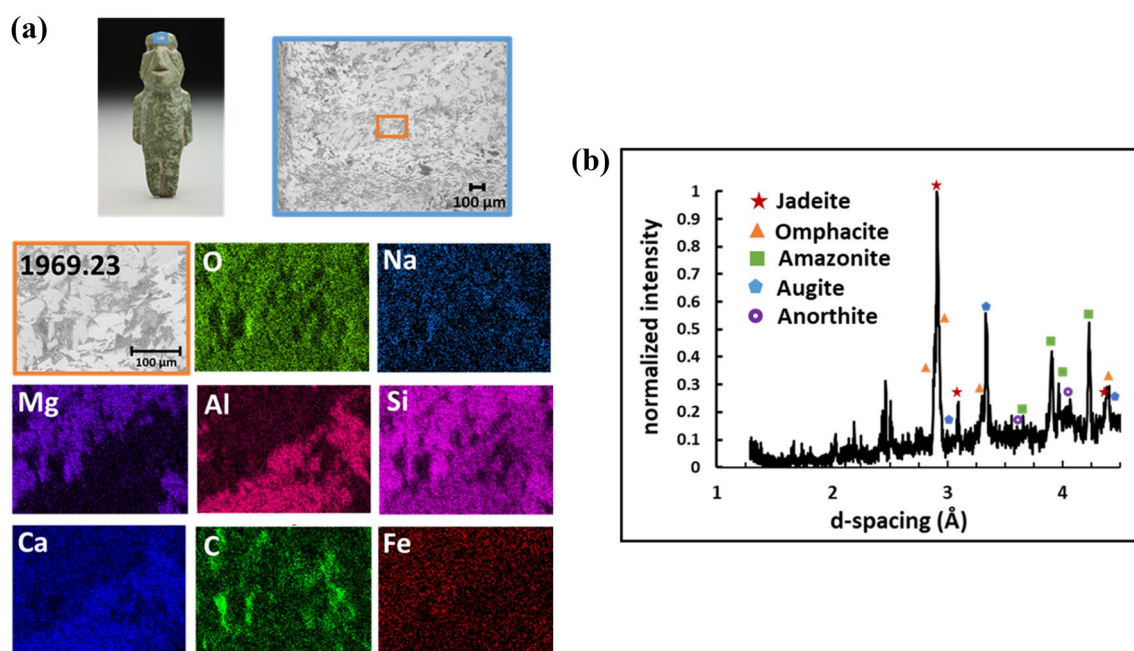 (a)
100 µm
1969.23
100 µm
O
Na
Mg
Al
Si
Ca
C
Fe
(b)
normalized intensity
1
0.9
0.8
0.7
0.6
0.5
0.4
0.3
0.2
0.1
0
Jadeite
Omphacite
Amazonite
Augite
Anorthite
1
2
3
4
d-spacing (Å)